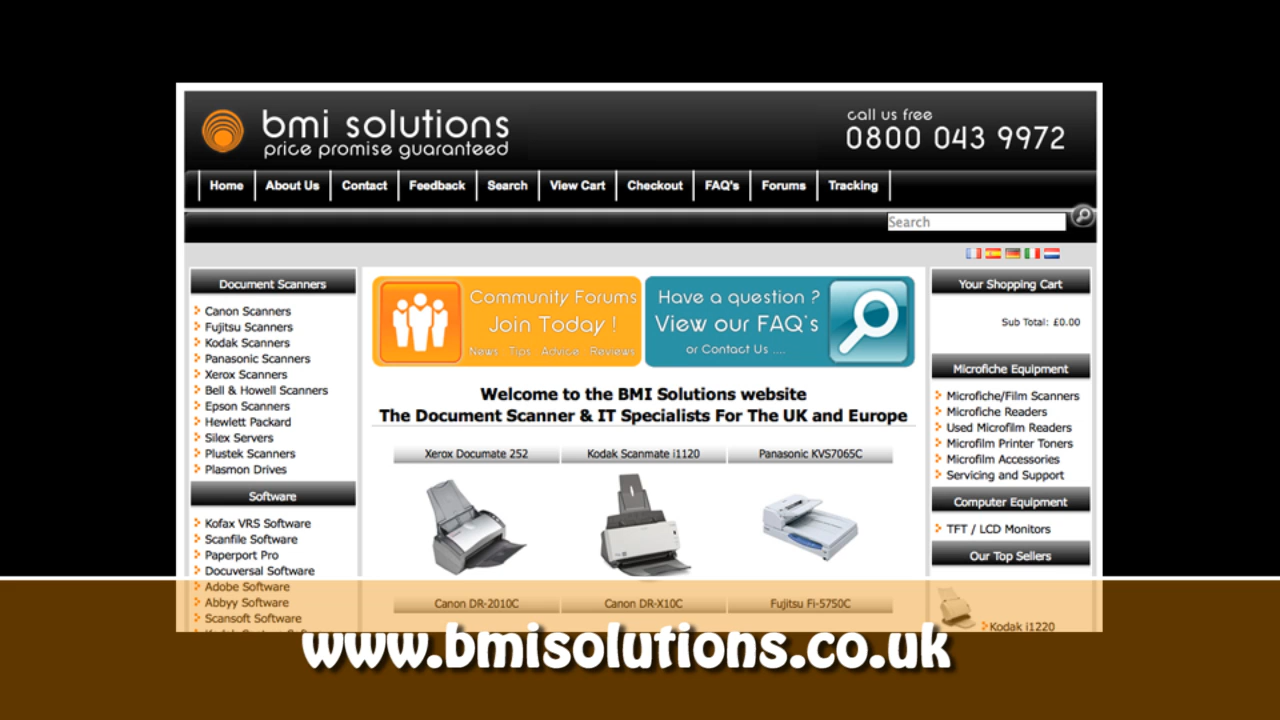 bmi solutions
price promise guaranteed
call us free
0800 043 9972
Home
About Us
Contact
Feedback
Search
View Cart
Checkout
FAQ's
Forums
Tracking
Search
Document Scanners
Canon Scanners
Fujitsu Scanners
Kodak Scanners
Panasonic Scanners
Xerox Scanners
Bell & Howell Scanners
Epson Scanners
Hewlett Packard
Silex Servers
Plustek Scanners
Plasmon Drives
Software
Kofax VRS Software
Scanfile Software
Paperport Pro
Docuversal Software
Adobe Software
Abbyy Software
Scansoft Software
Community Forums
Join Today !
News Tips Advice Reviews
Have a question ?
View our FAQ's
or Contact Us ....
Welcome to the BMI Solutions website
The Document Scanner & IT Specialists For The UK and Europe
Xerox Documate 252
Kodak Scanmate i1120
Panasonic KVS7065C
Canon DR-2010C
Canon DR-X10C
Fujitsu Fi-5750C
Your Shopping Cart
Sub Total: £0.00
Microfiche Equipment
Microfiche/Film Scanners
Microfiche Readers
Used Microfilm Readers
Microfilm Printer Toners
Microfilm Accessories
Servicing and Support
Computer Equipment
TFT / LCD Monitors
Our Top Sellers
Kodak i1220
www.bmisolutions.co.uk